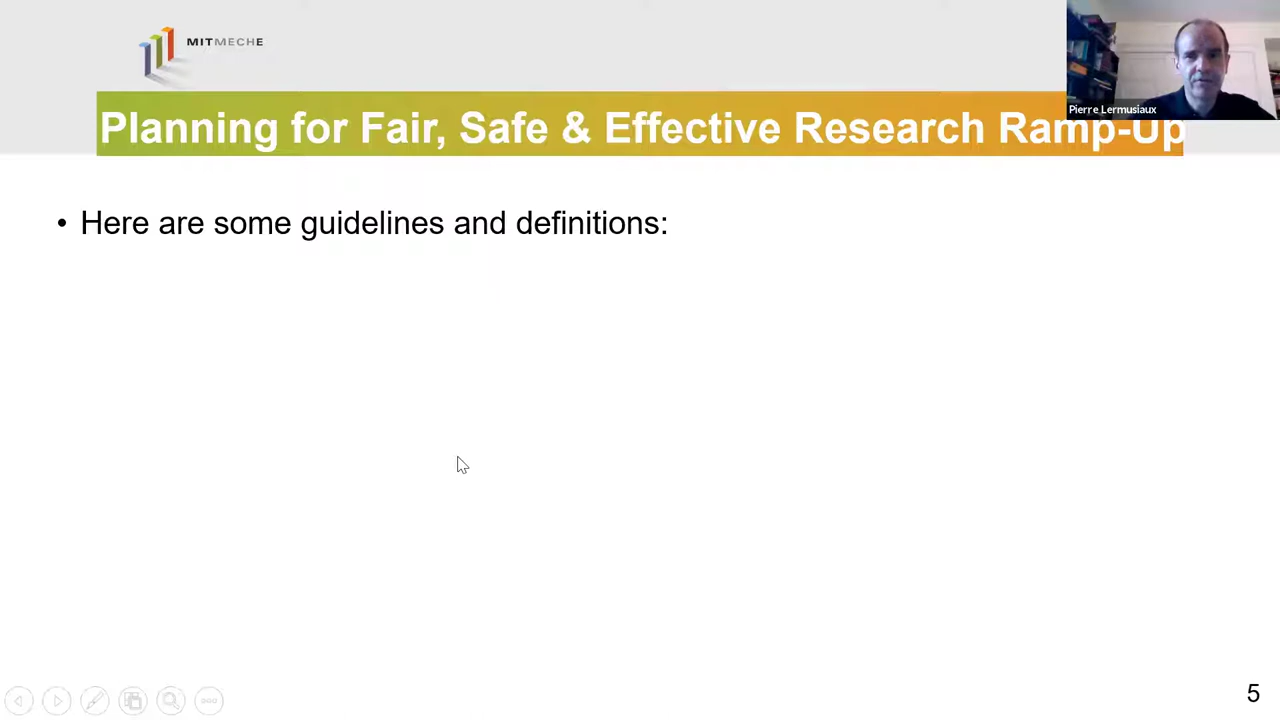 MITMECHE
Pierre Lermusiaux
Planning for Fair, Safe & Effective Research Ramp-Up
• Here are some guidelines and definitions:
5